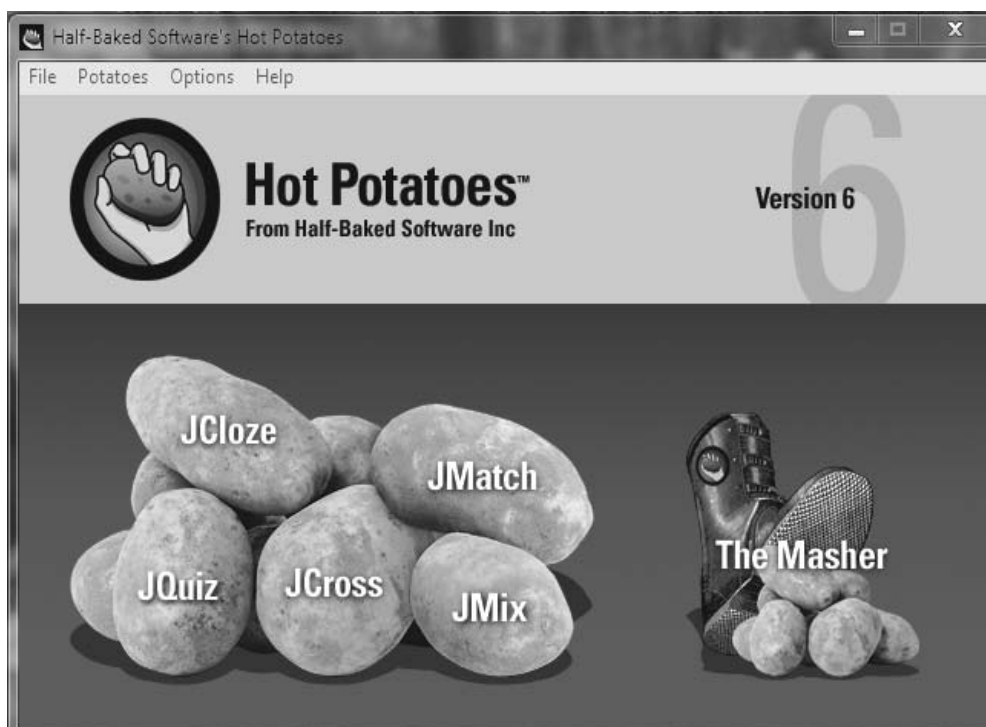 Half-Baked Software's Hot Potatoes
File Potatoes Options Help
Hot Potatoes™
From Half-Baked Software Inc
Version 6
6
JCloze
JMatch
JQuiz
JCross
JMix
The Masher